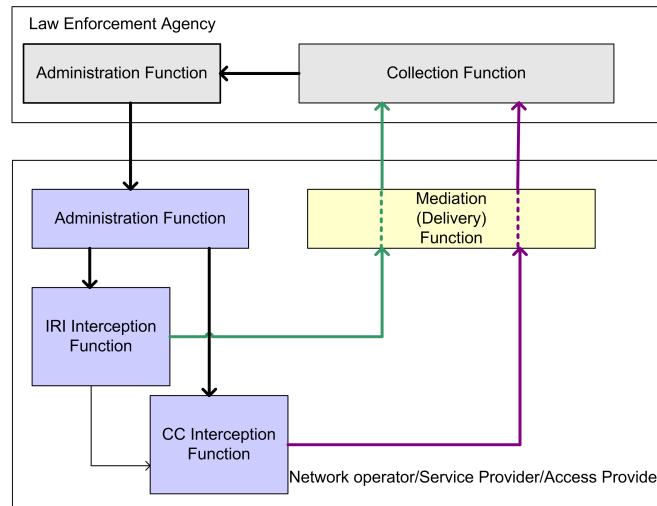 Law Enforcement Agency
Administration Function
Collection Function
Administration Function
Mediation
(Delivery)
Function
IRI Interception
Function
CC Interception
Function
Network operator/Service Provider/Access Provide